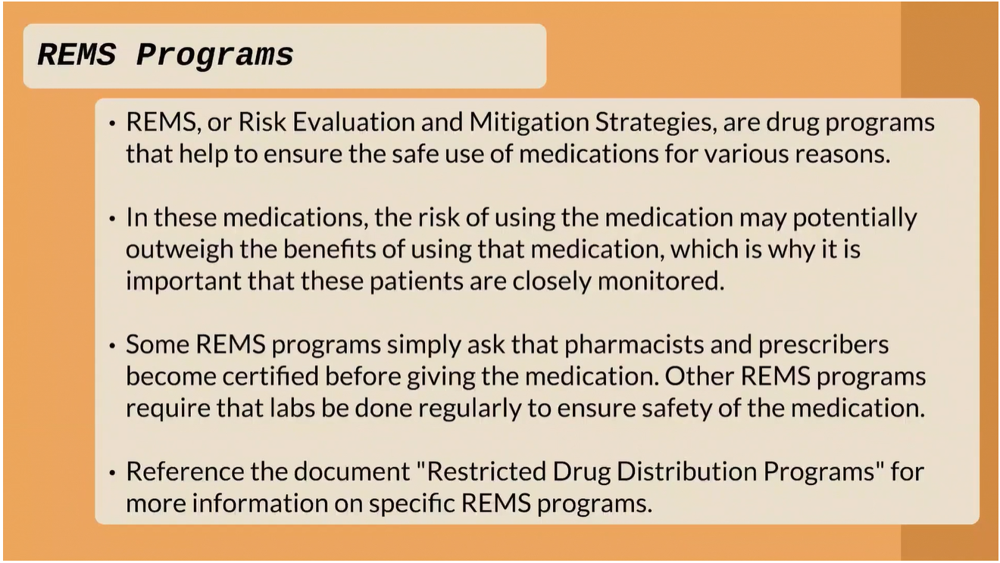 REMS Programs
• REMS, or Risk Evaluation and Mitigation Strategies, are drug programs
that help to ensure the safe use of medications for various reasons.
• In these medications, the risk of using the medication may potentially
outweigh the benefits of using that medication, which is why it is
important that these patients are closely monitored.
• Some REMS programs simply ask that pharmacists and prescribers
become certified before giving the medication. Other REMS programs
require that labs be done regularly to ensure safety of the medication.
• Reference the document "Restricted Drug Distribution Programs" for
more information on specific REMS programs.